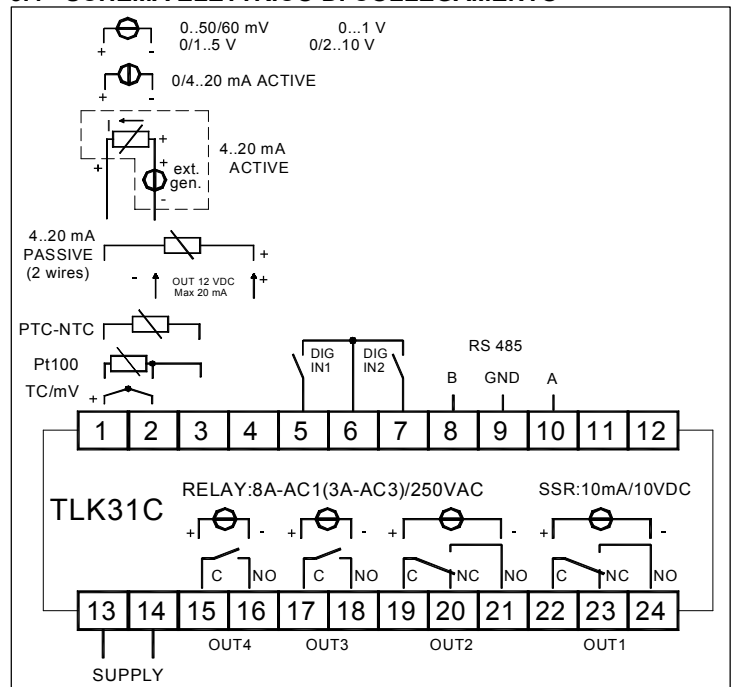 0..50/60 mV 0...1 V
0/1..5 V 0/2..10 V
+ -
0/4..20 mA ACTIVE
+ -
I
+
4..20 mA
ACTIVE
+ +
ext.
gen.
-
4..20 mA
PASSIVE
(2 wires)
+
- OUT 12 VDC +
Max 20 mA
PTC-NTC
Pt100
TC/mV +
DIG
IN1
DIG
IN2
RS 485
B GND A
1 2 3 4 5 6 7 8 9 10 11 12
TLK31C
RELAY:8A-AC1(3A-AC3)/250VAC SSR:10mA/10VDC
+ - + - + - + -
C NO C NO C NC NO C NC NO
13 14 15 16 17 18 19 20 21 22 23 24
OUT4 OUT3 OUT2 OUT1
SUPPLY